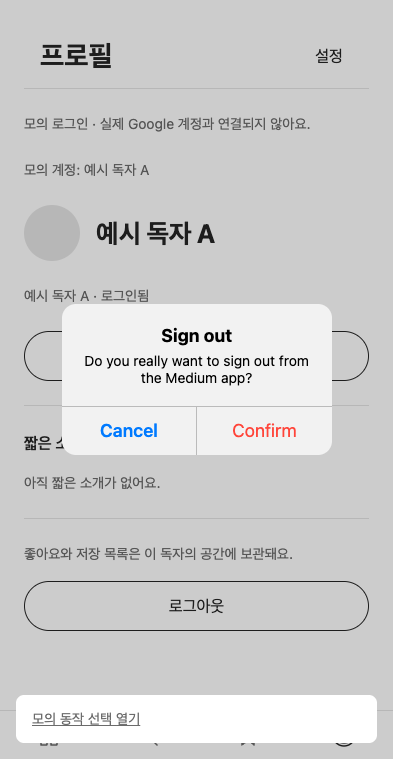 프로필
설정
모의 로그인 · 실제 Google 계정과 연결되지 않아요.
모의 계정: 예시 독자 A
예시 독자 A
예시 독자 A · 로그인됨
Sign out
Do you really want to sign out from
the Medium app?
Cancel
Confirm
짧은
아직 짧은 소개가 없어요.
좋아요와 저장 목록은 이 독자의 공간에 보관돼요.
로그아웃
모의 동작 선택 열기